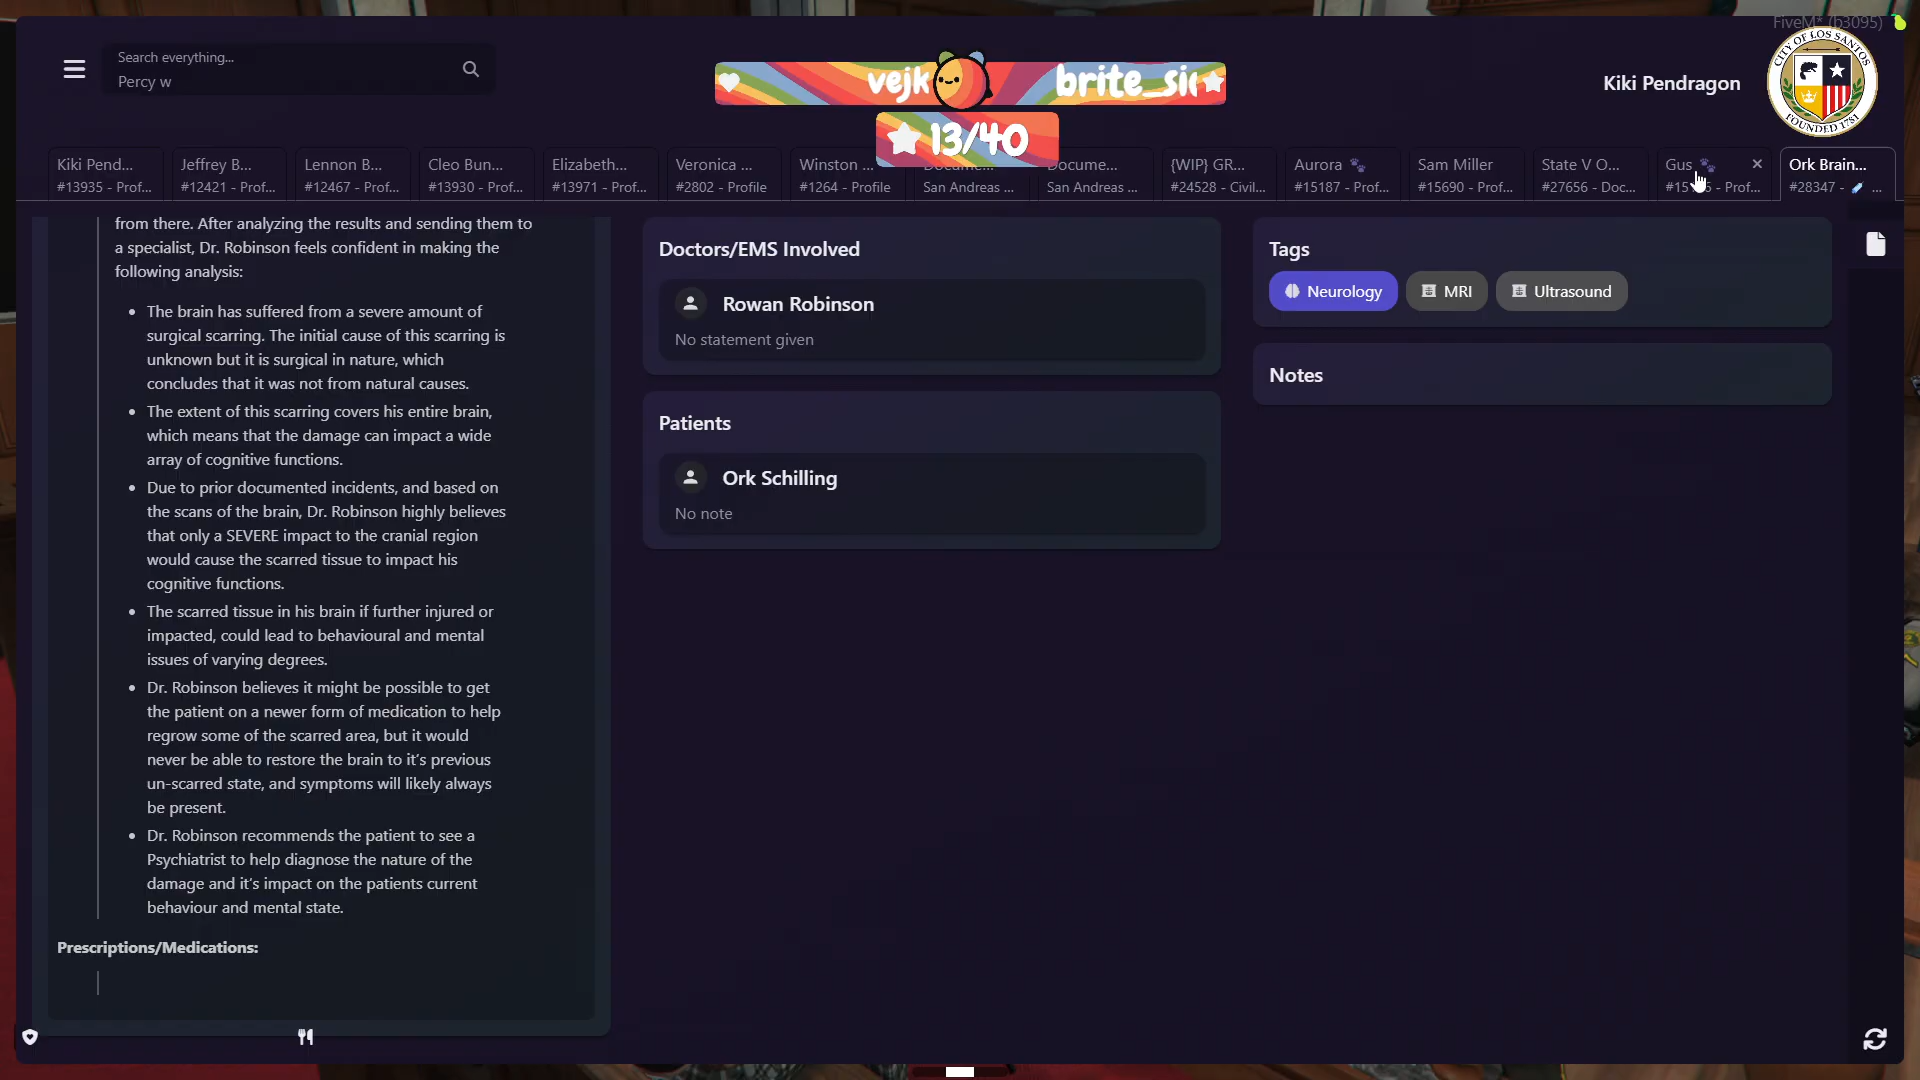 FiveM* (b3095)
Search everything...
Percy w
vejk
brite_sic
13/40
Kiki Pendragon
CITY OF LOS SANTOS
FOUNDED 1781
Kiki Pend...
#13935 - Prof...
Jeffrey B...
#12421 - Prof...
Lennon B...
#12467 - Prof...
Cleo Bun...
#13930 - Prof...
Elizabeth...
#13971 - Prof...
Veronica ...
#2802 - Profile
Winston ...
#1264 - Profile
Docume...
San Andreas ...
Docume...
San Andreas ...
{WIP} GR...
#24528 - Civil...
Aurora
#15187 - Prof...
Sam Miller
#15690 - Prof...
State V O...
#27656 - Doc...
Gus
- Prof...
Ork Brain...
#28347 - ...
from there. After analyzing the results and sending them to
a specialist, Dr. Robinson feels confident in making the
following analysis:
• The brain has suffered from a severe amount of
surgical scarring. The initial cause of this scarring is
unknown but it is surgical in nature, which
concludes that it was not from natural causes.
• The extent of this scarring covers his entire brain,
which means that the damage can impact a wide
array of cognitive functions.
• Due to prior documented incidents, and based on
the scans of the brain, Dr. Robinson highly believes
that only a SEVERE impact to the cranial region
would cause the scarred tissue to impact his
cognitive functions.
• The scarred tissue in his brain if further injured or
impacted, could lead to behavioural and mental
issues of varying degrees.
• Dr. Robinson believes it might be possible to get
the patient on a newer form of medication to help
regrow some of the scarred area, but it would
never be able to restore the brain to it's previous
un-scarred state, and symptoms will likely always
be present.
• Dr. Robinson recommends the patient to see a
Psychiatrist to help diagnose the nature of the
damage and it's impact on the patients current
behaviour and mental state.
Prescriptions/Medications:
Doctors/EMS Involved
Rowan Robinson
No statement given
Patients
Ork Schilling
No note
Tags
Neurology
MRI
Ultrasound
Notes